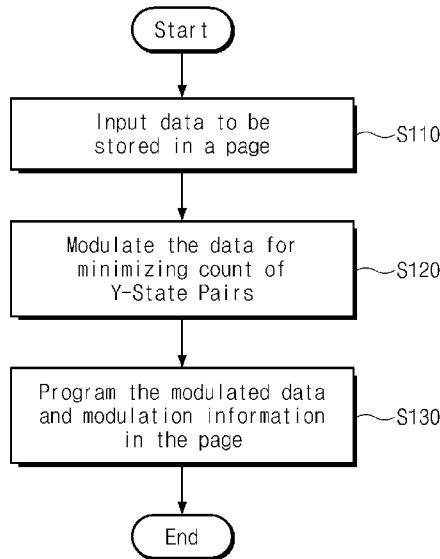 Start
Input data to be
stored in a page
S110
Modulate the data for
minimizing count of
Y-State Pairs
S120
Program the modulated data
and modulation information
in the page
S130
End